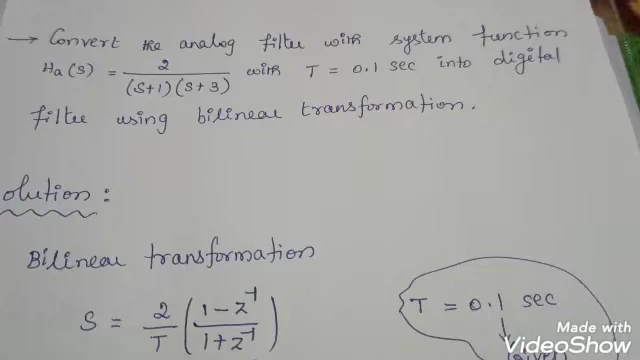 → Convert the analog filter with system function
Ha(s) = 2 / (s+1)(s+3) with T = 0.1 sec into digital
filter using bilinear transformation.
olution :
Bilinear transformation
S = 2/T ( 1 - z⁻¹ / 1 + z⁻¹ )
T = 0.1 sec
↓
Made with
VideoShow